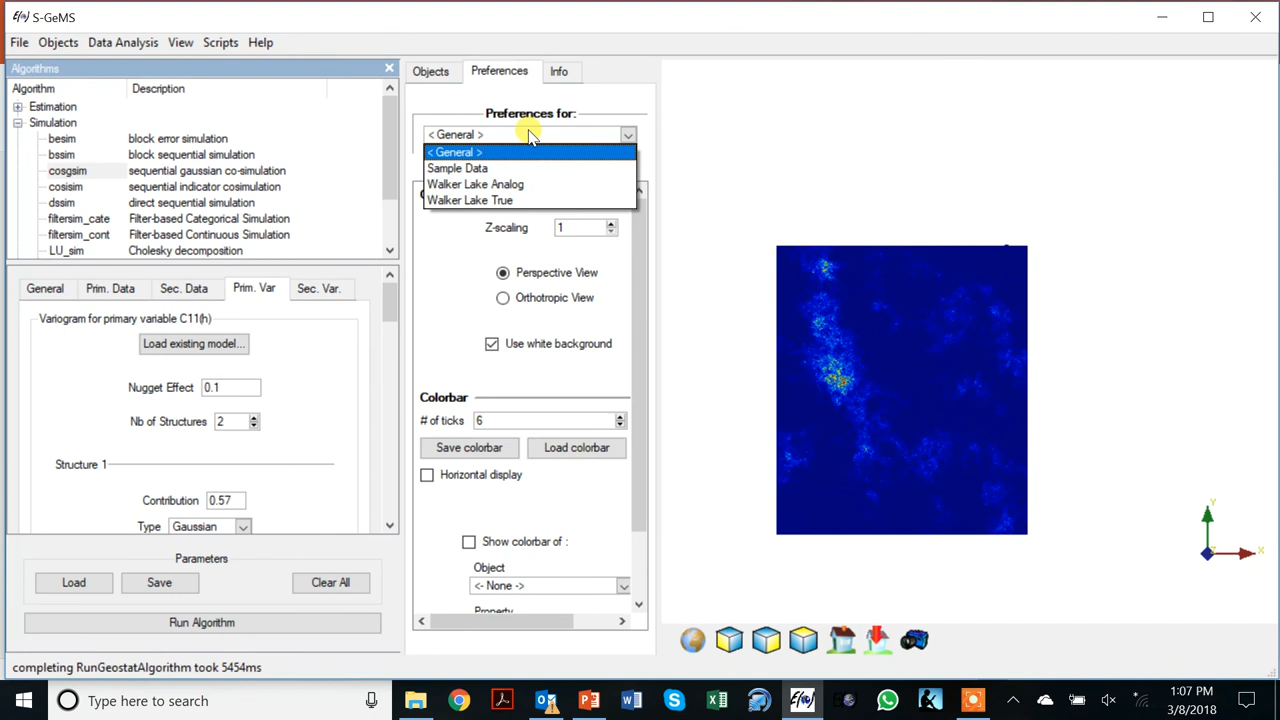 S-GeMS
File Objects Data Analysis View Scripts Help
Algorithms
Algorithm Description
Estimation
Simulation
besim block error simulation
bssim block sequential simulation
cosgsim sequential gaussian co-simulation
cosisim sequential indicator cosimulation
dssim direct sequential simulation
filtersim_cate Filter-based Categorical Simulation
filtersim_cont Filter-based Continuous Simulation
LU_sim Cholesky decomposition
General Prim. Data Sec. Data Prim. Var Sec. Var.
Variogram for primary variable C11(h)
Load existing model...
Nugget Effect 0.1
Nb of Structures 2
Structure 1
Contribution 0.57
Type Gaussian
Parameters
Load Save Clear All
Run Algorithm
completing RunGeostatAlgorithm took 5454ms
Objects Preferences Info
Preferences for:
< General >
< General >
Sample Data
Walker Lake Analog
Walker Lake True
Z-scaling 1
Perspective View
Orthotropic View
Use white background
Colorbar
# of ticks 6
Save colorbar Load colorbar
Horizontal display
Show colorbar of :
Object
<- None ->
Property
Y
X
Type here to search
1:07 PM
3/8/2018